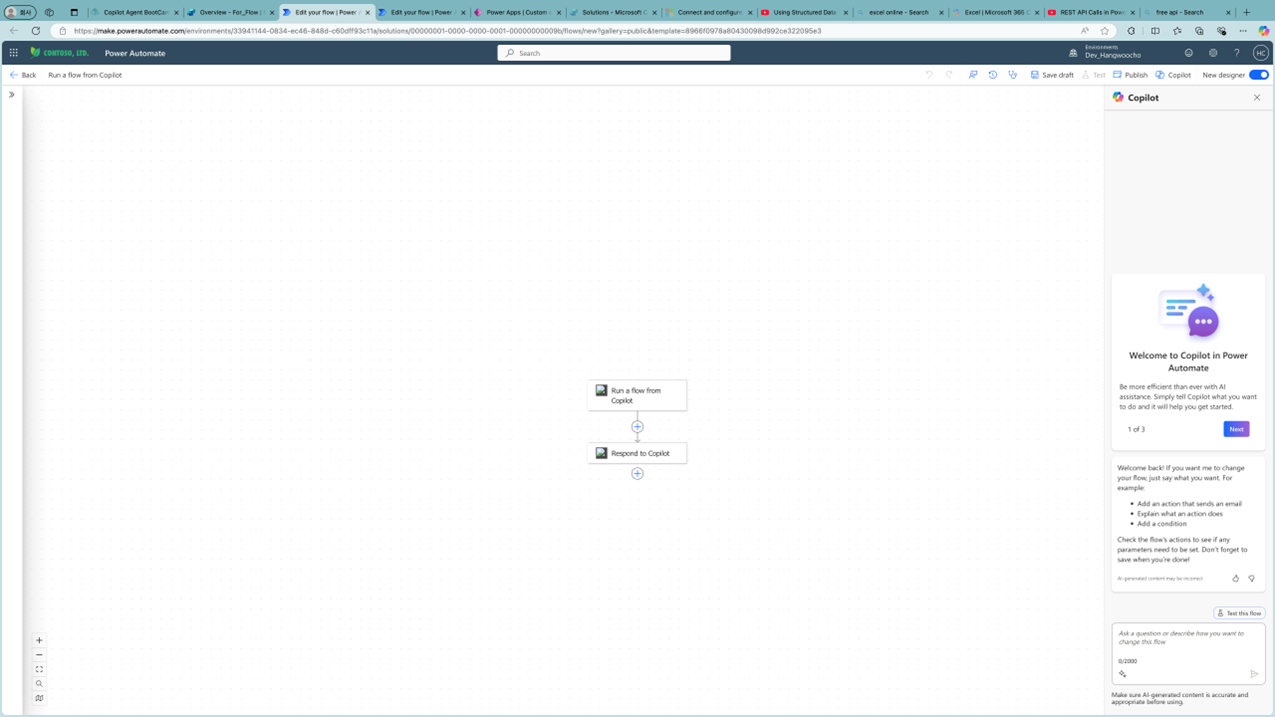 회사
Copilot Agent BootCam
Overview – For_Flow |
Edit your flow | Power A
Edit your flow | Power A
Power Apps | Custom
Solutions – Microsoft C
Connect and configure
Using Structured Data
excel online – Search
Excel | Microsoft 365
REST API Calls in Power
free api – Search
https://make.powerautomate.com/environments/33941144-0834-ec46-848d-c60dff93c11a/solutions/00000001-0000-0000-0001-00000000009b/flows/new?gallery=public&template=8966f0978a80430098d992ce322095e3
CONTOSO, LTD.
Power Automate
Search
Environments
Dev_Hangwoocho
HC
Back
Run a flow from Copilot
Save draft
Test
Publish
Copilot
New designer
Run a flow from
Copilot
Respond to Copilot
Copilot
Welcome to Copilot in Power
Automate
Be more efficient than ever with AI
assistance. Simply tell Copilot what you want
to do and it will help you get started.
1 of 3
Next
Welcome back! If you want me to change
your flow, just say what you want. For
example:
• Add an action that sends an email
• Explain what an action does
• Add a condition
Check the flow's actions to see if any
parameters need to be set. Don't forget to
save when you're done!
AI-generated content may be incorrect
Test this flow
Ask a question or describe how you want to
change this flow
0/2000
Make sure AI-generated content is accurate and
appropriate before using.